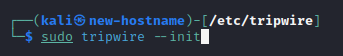 ┌──(kali㉿new-hostname)-[/etc/tripwire]
└─$ sudo tripwire --init